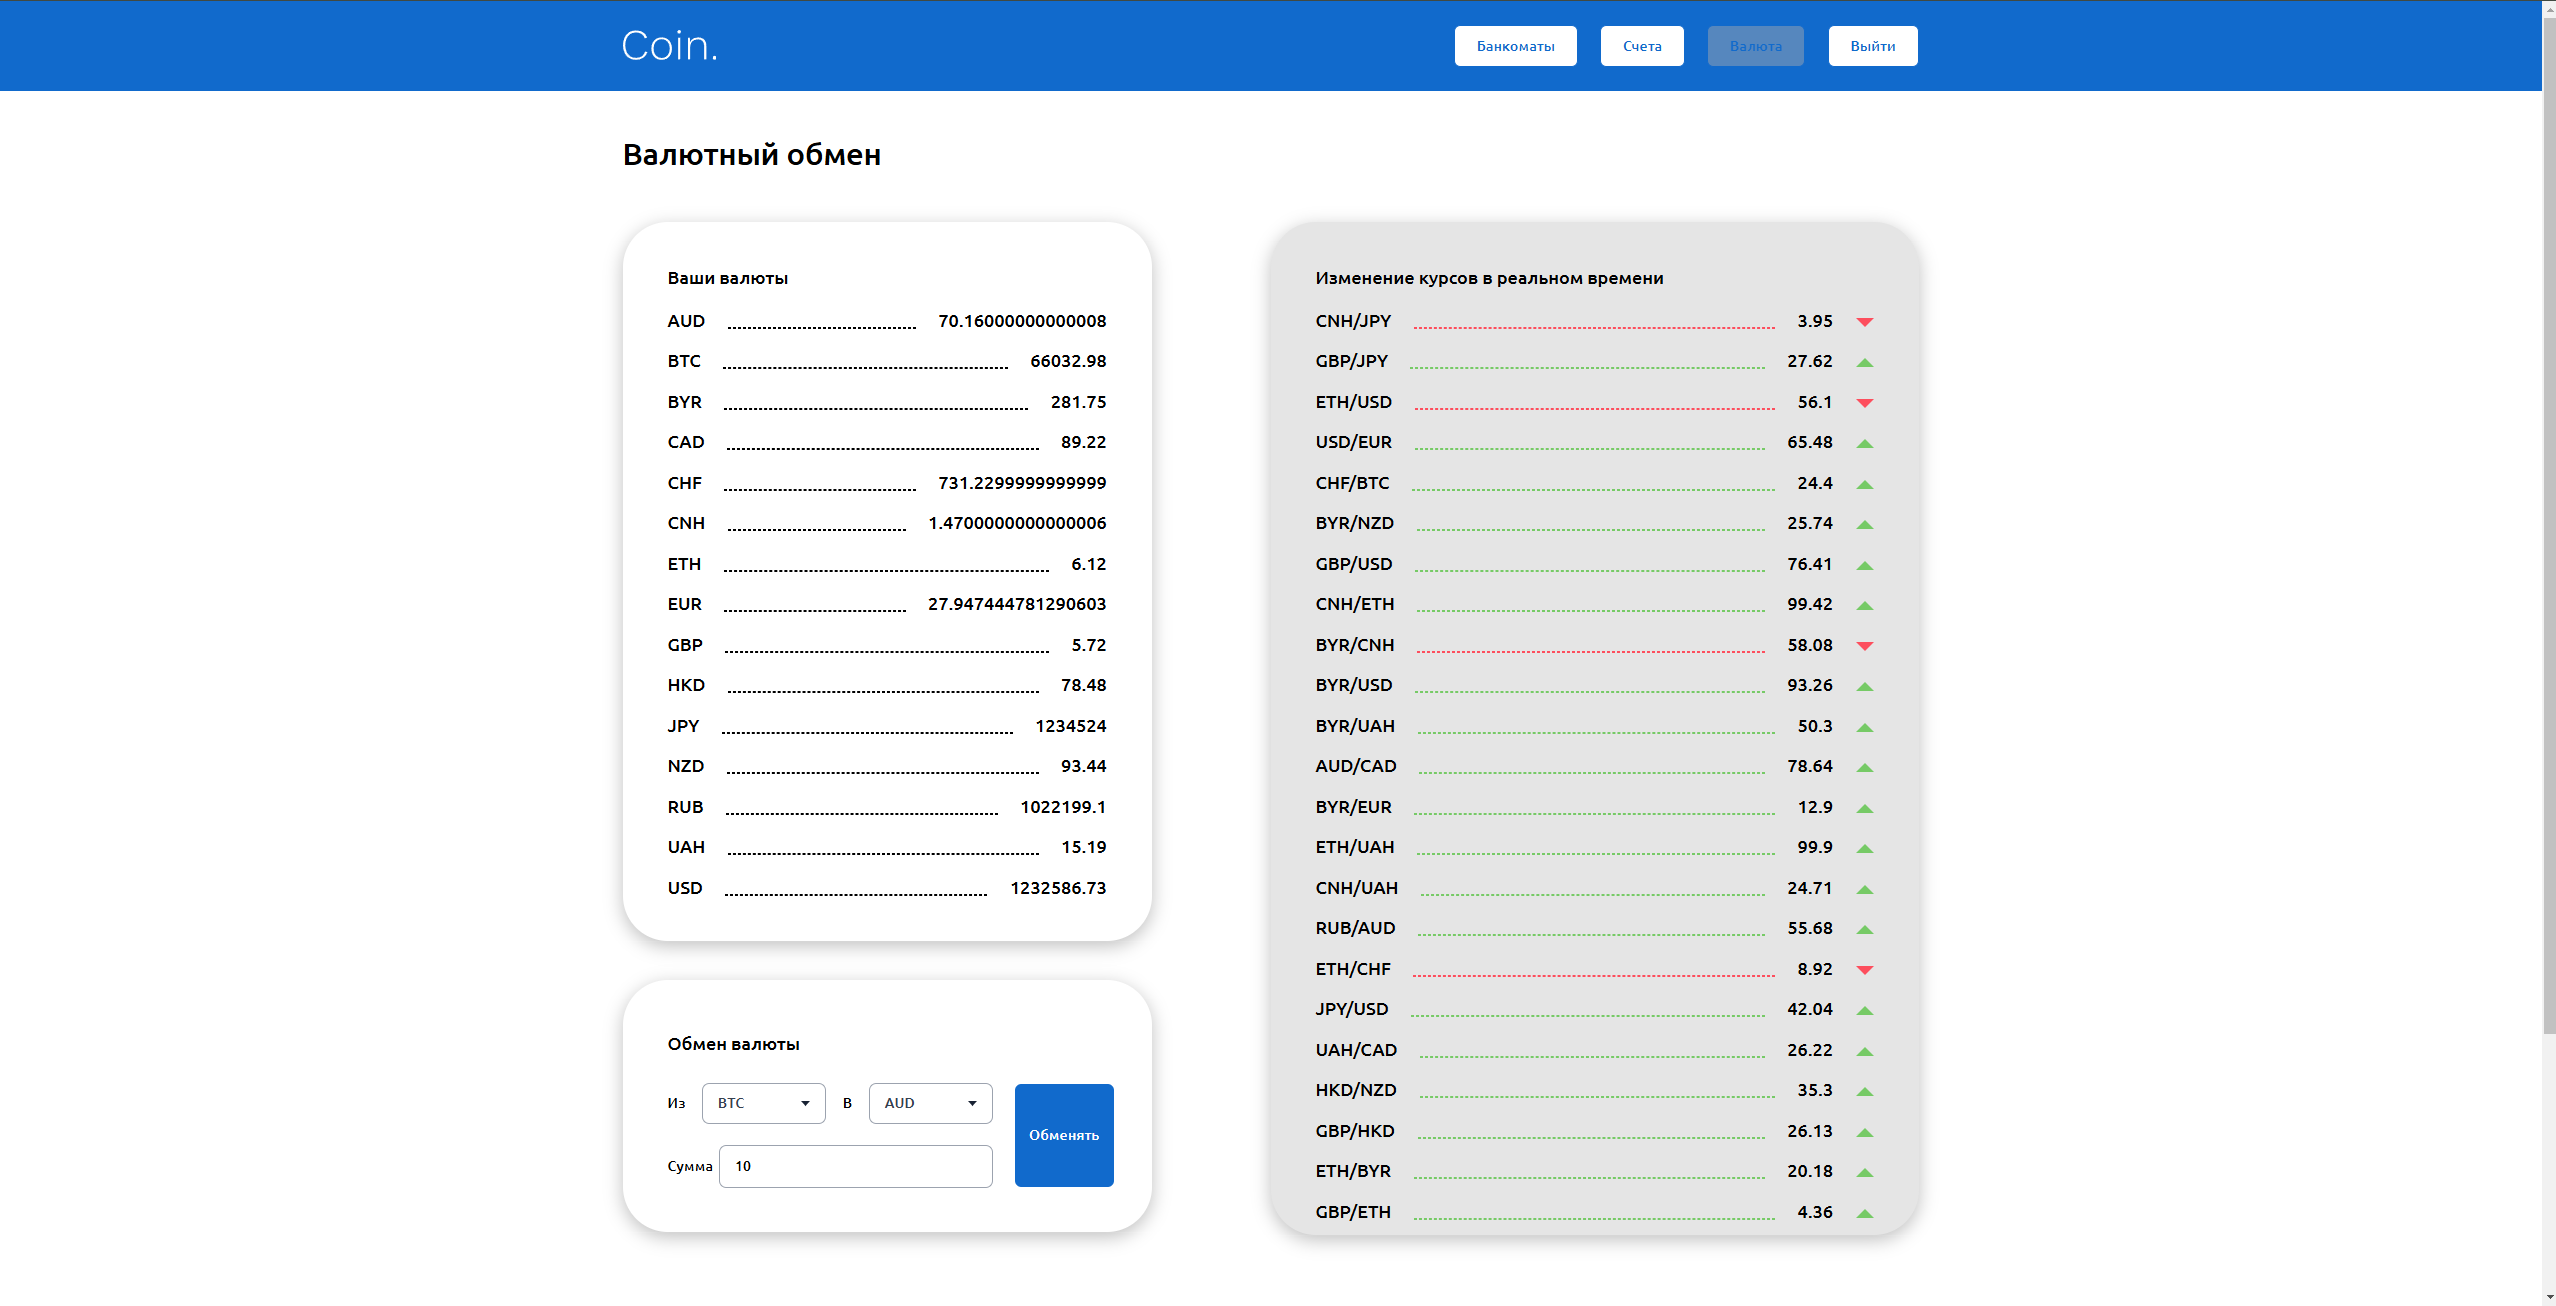 Coin.
Банкоматы
Счета
Валюта
Выйти
Валютный обмен
Ваши валюты
AUD 70.16000000000008
BTC 66032.98
BYR 281.75
CAD 89.22
CHF 731.2299999999999
CNH 1.4700000000000006
ETH 6.12
EUR 27.947444781290603
GBP 5.72
HKD 78.48
JPY 1234524
NZD 93.44
RUB 1022199.1
UAH 15.19
USD 1232586.73
Обмен валюты
Из BTC В AUD
Обменять
Сумма 10
Изменение курсов в реальном времени
CNH/JPY 3.95
GBP/JPY 27.62
ETH/USD 56.1
USD/EUR 65.48
CHF/BTC 24.4
BYR/NZD 25.74
GBP/USD 76.41
CNH/ETH 99.42
BYR/CNH 58.08
BYR/USD 93.26
BYR/UAH 50.3
AUD/CAD 78.64
BYR/EUR 12.9
ETH/UAH 99.9
CNH/UAH 24.71
RUB/AUD 55.68
ETH/CHF 8.92
JPY/USD 42.04
UAH/CAD 26.22
HKD/NZD 35.3
GBP/HKD 26.13
ETH/BYR 20.18
GBP/ETH 4.36